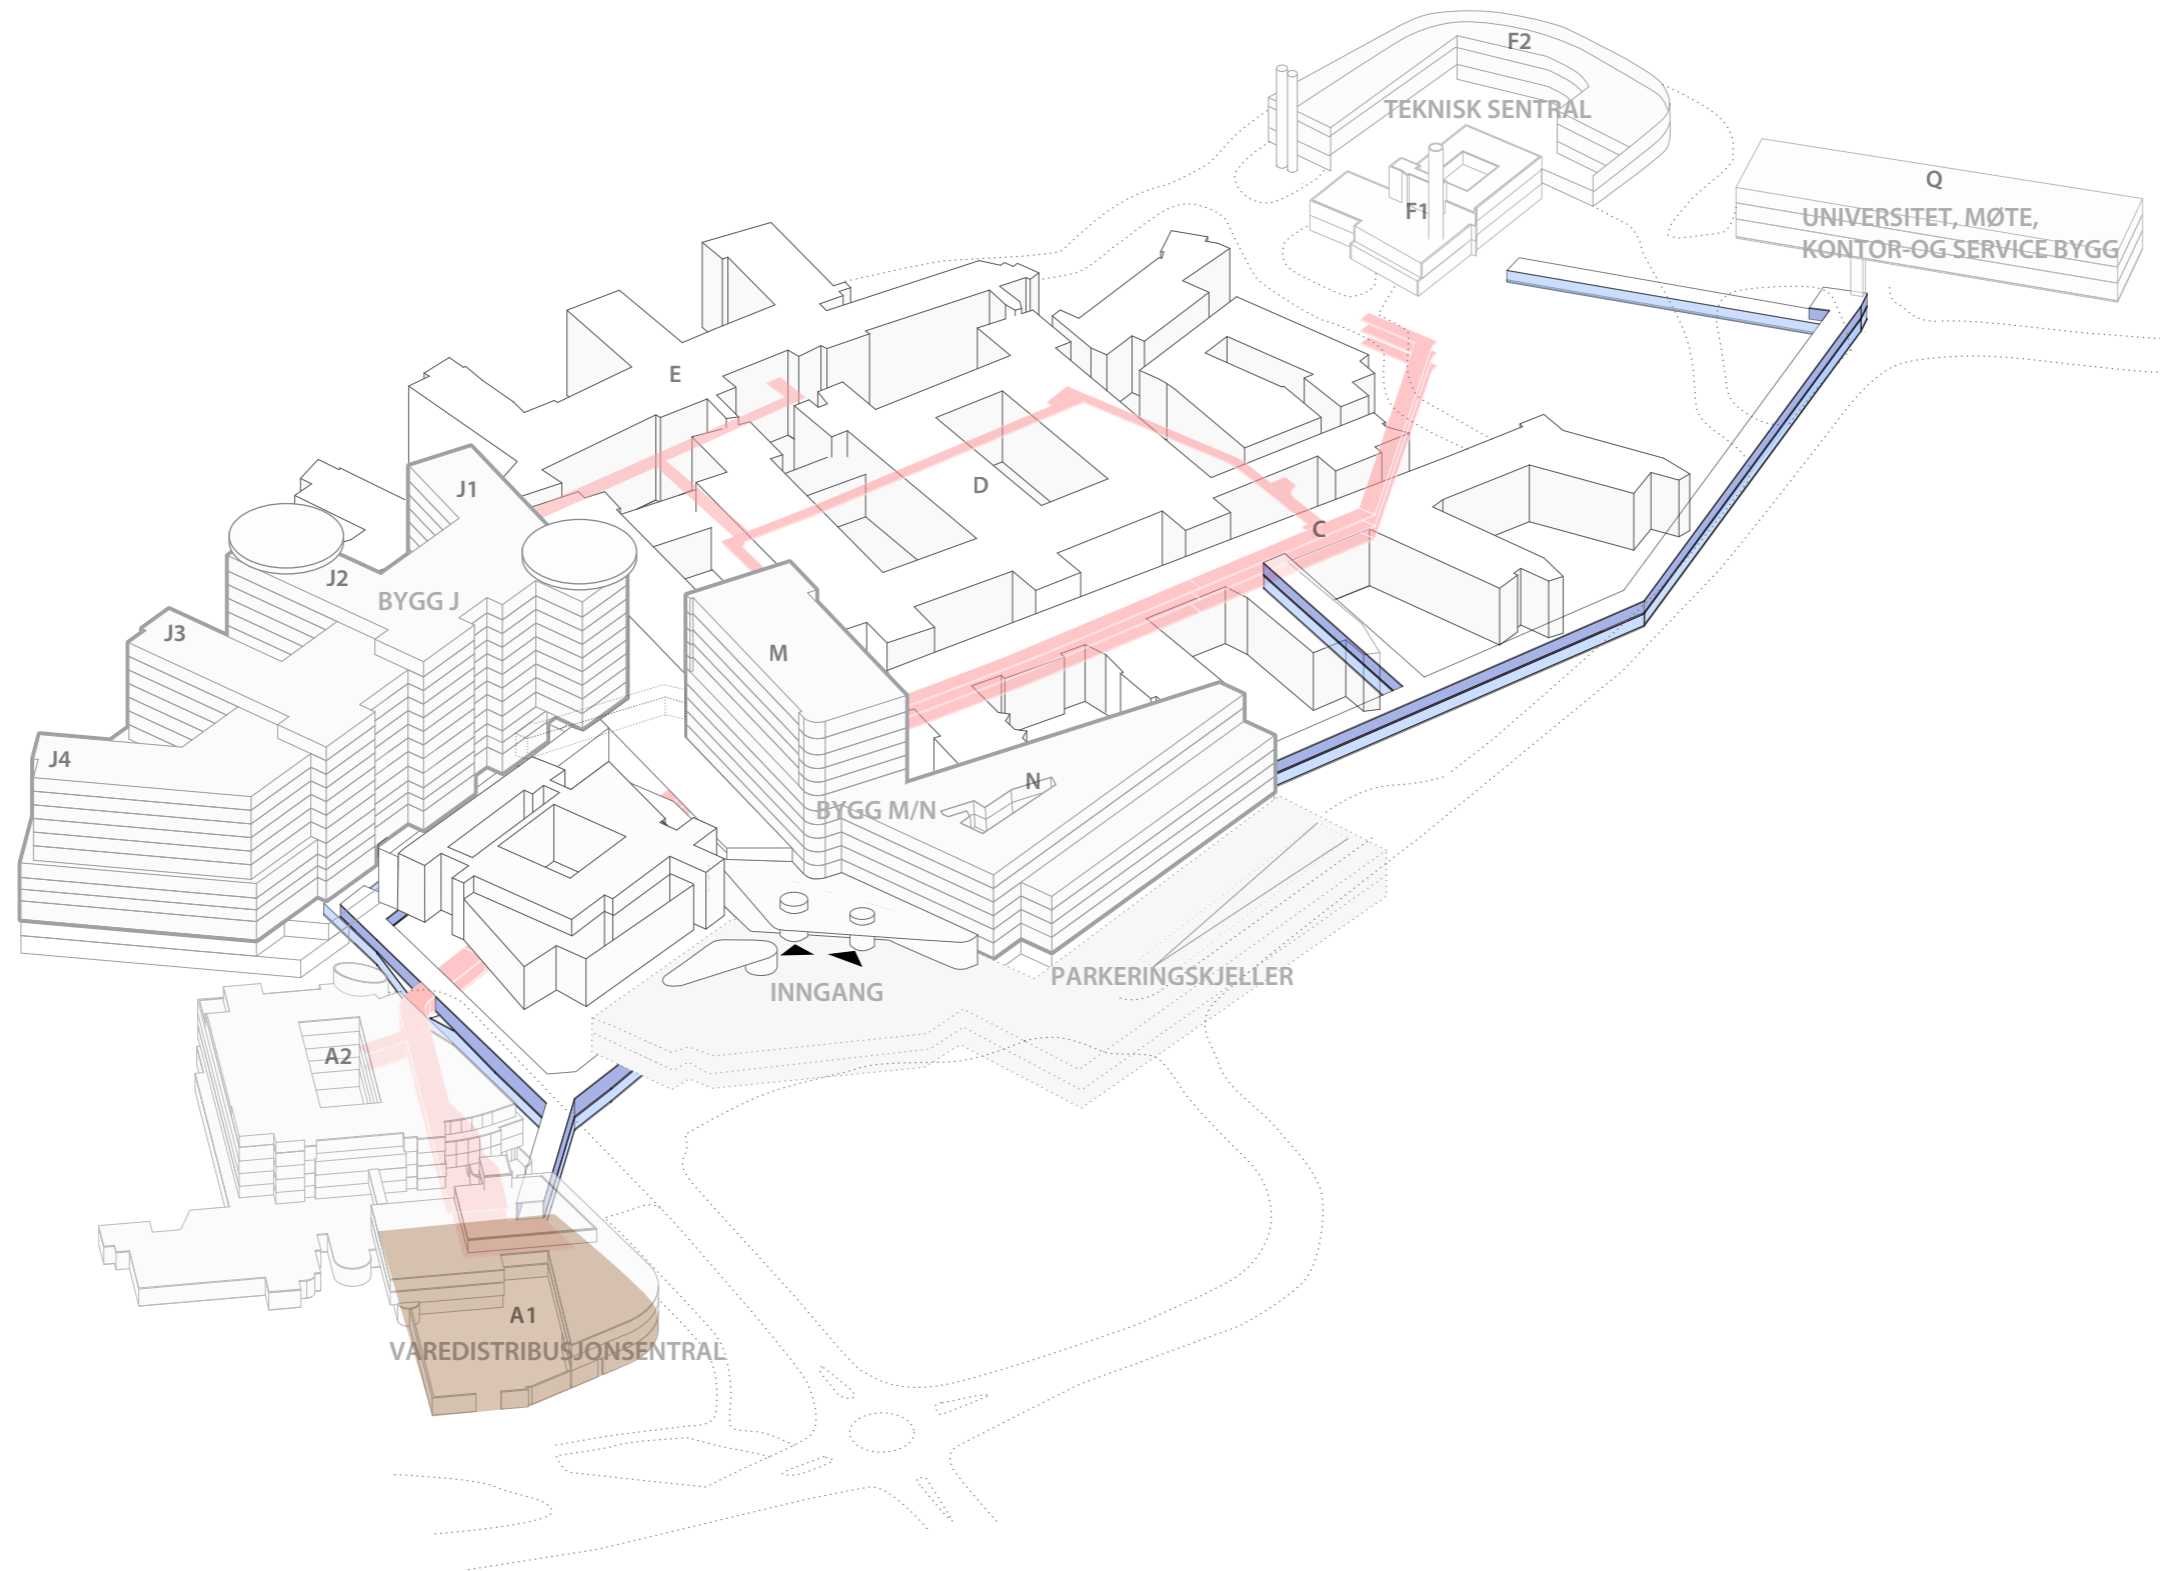 F2
TEKNISK SENTRAL
Q
F1
UNIVERSITET, MØTE,
KONTOR-OG SERVICE BYGG
E
J1
D
C
J2
BYGG J
J3
M
J4
N
BYGG M/N
PARKERINGSKJELLER
INNGANG
A2
A1
VAREDISTRIBUSJONSENTRAL